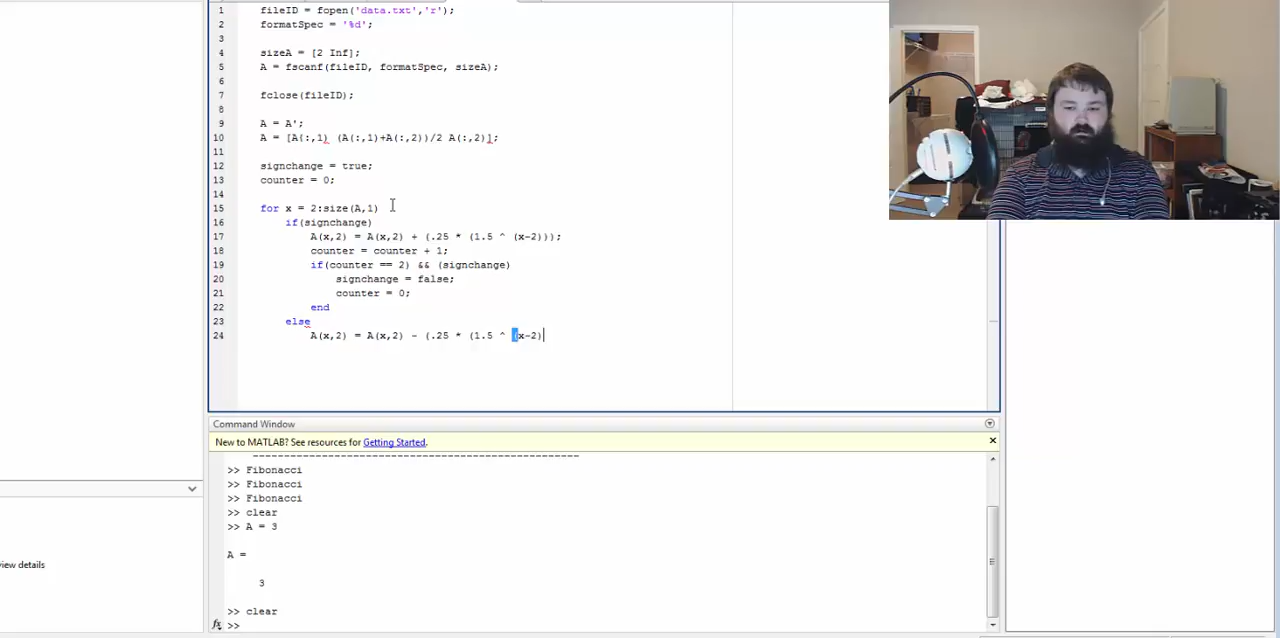 1 fileID = fopen('data.txt','r');
2 formatSpec = '%d';
3
4 sizeA = [2 Inf];
5 A = fscanf(fileID, formatSpec, sizeA);
6
7 fclose(fileID);
8
9 A = A';
10 A = [A(:,1) (A(:,1)+A(:,2))/2 A(:,2)];
11
12 signchange = true;
13 counter = 0;
14
15 for x = 2:size(A,1)
16 if(signchange)
17 A(x,2) = A(x,2) + (.25 * (1.5 ^ (x-2)));
18 counter = counter + 1;
19 if(counter == 2) && (signchange)
20 signchange = false;
21 counter = 0;
22 end
23 else
24 A(x,2) = A(x,2) - (.25 * (1.5 ^ (x-2)
Command Window
New to MATLAB? See resources for Getting Started.
>> Fibonacci
>> Fibonacci
>> Fibonacci
>> clear
>> A = 3
A =
3
>> clear
fx >>
view details